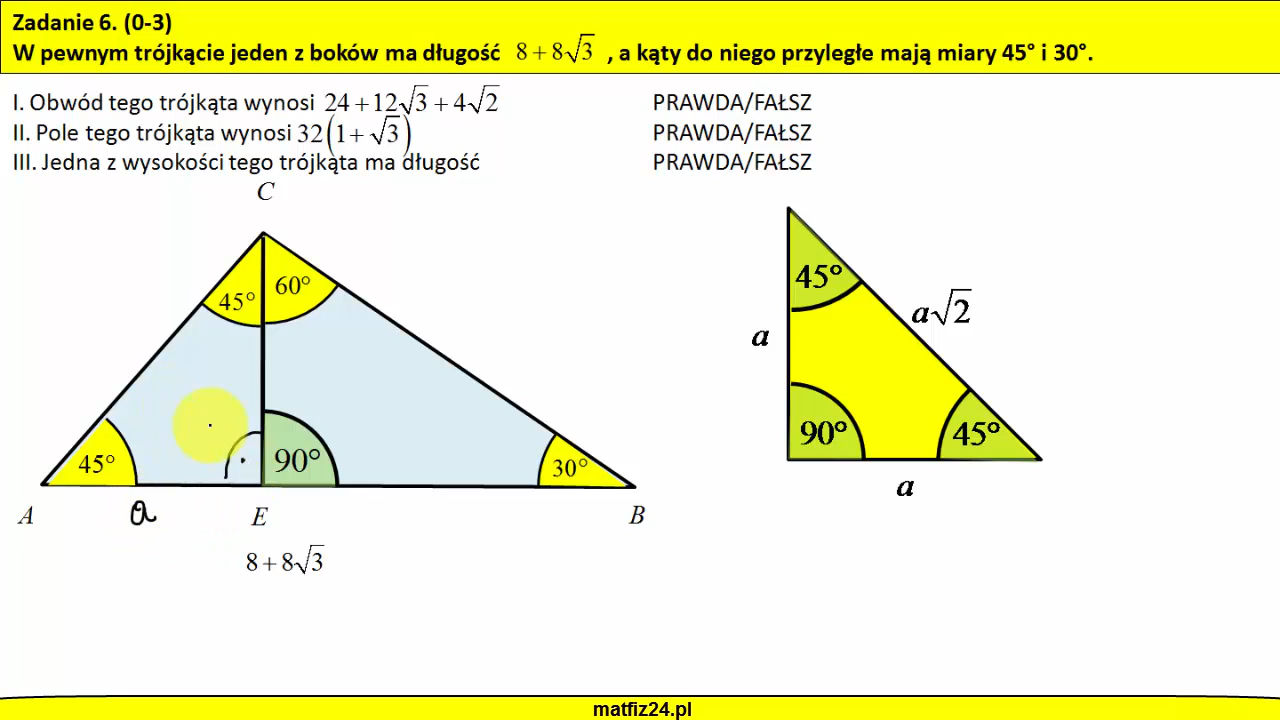 Zadanie 6. (0-3)
W pewnym trójkącie jeden z boków ma długość 8+8√3 , a kąty do niego przyległe mają miary 45° i 30°.
I. Obwód tego trójkąta wynosi 24+12√3+4√2 PRAWDA/FAŁSZ
II. Pole tego trójkąta wynosi 32(1+√3) PRAWDA/FAŁSZ
III. Jedna z wysokości tego trójkąta ma długość PRAWDA/FAŁSZ
C
45° 60°
45° 90° 30°
a
A E B
8+8√3
45°
a√2
a
90° 45°
a
matfiz24.pl